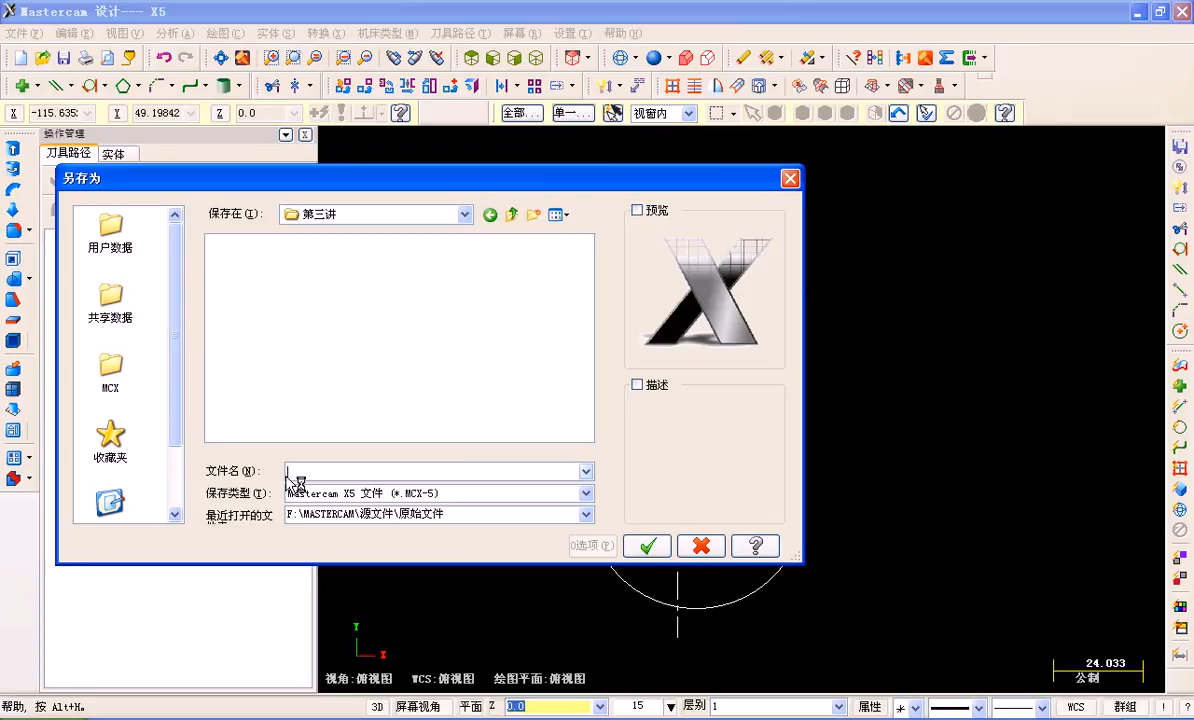 Mastercam 设计--- X5
文件(F) 编辑(E) 视图(V) 分析(A) 绘图(C) 实体(S) 转换(X) 机床类型(M) 刀具路径(T) 屏幕(R) 设置(I) 帮助(H)
X -115.635 Y 49.19842 Z 0.0 全部... 单一... 视窗内
操作管理
刀具路径 实体
另存为
保存在(I): 第三讲
预览
用户数据
共享数据
MCX
收藏夹
描述
文件名(N):
保存类型(T): Mastercam X5 文件 (*.MCX-5)
最近打开的文 F:\MASTERCAM\源文件\原始文件
O选项(P)
Y
X
24.033
公制
视角:俯视图 WCS:俯视图 绘图平面:俯视图
帮助, 按 Alt+H。 3D 屏幕视角 平面 Z 0.0 15 层别 1 属性 WCS 群组 ! ?